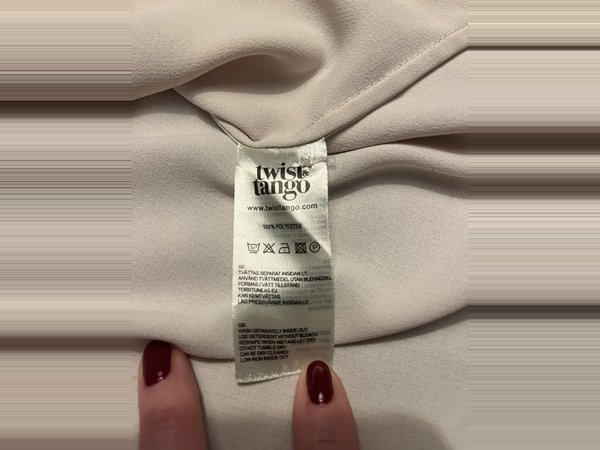 twist &
tango
www.twisttango.com
100% POLYESTER
SE:
TVÄTTAS SEPARAT INSIDAN UT.
ANVÄND TVÄTTMEDEL UTAN BLEKMEDEL
FORMAS I VÅTT TILLSTÅND
TORKTUMLAS EJ
KAN KEMTVÄTTAS
LÅG PRESSVÄRME INSIDAN UT.
GB:
WASH SEPARATELY INSIDE OUT.
USE DETERGENT WITHOUT BLEACH
RESHAPE WHEN WET AND LET DRY.
DO NOT TUMBLE DRY
CAN BE DRY CLEANED
LOW IRON INSIDE OUT.